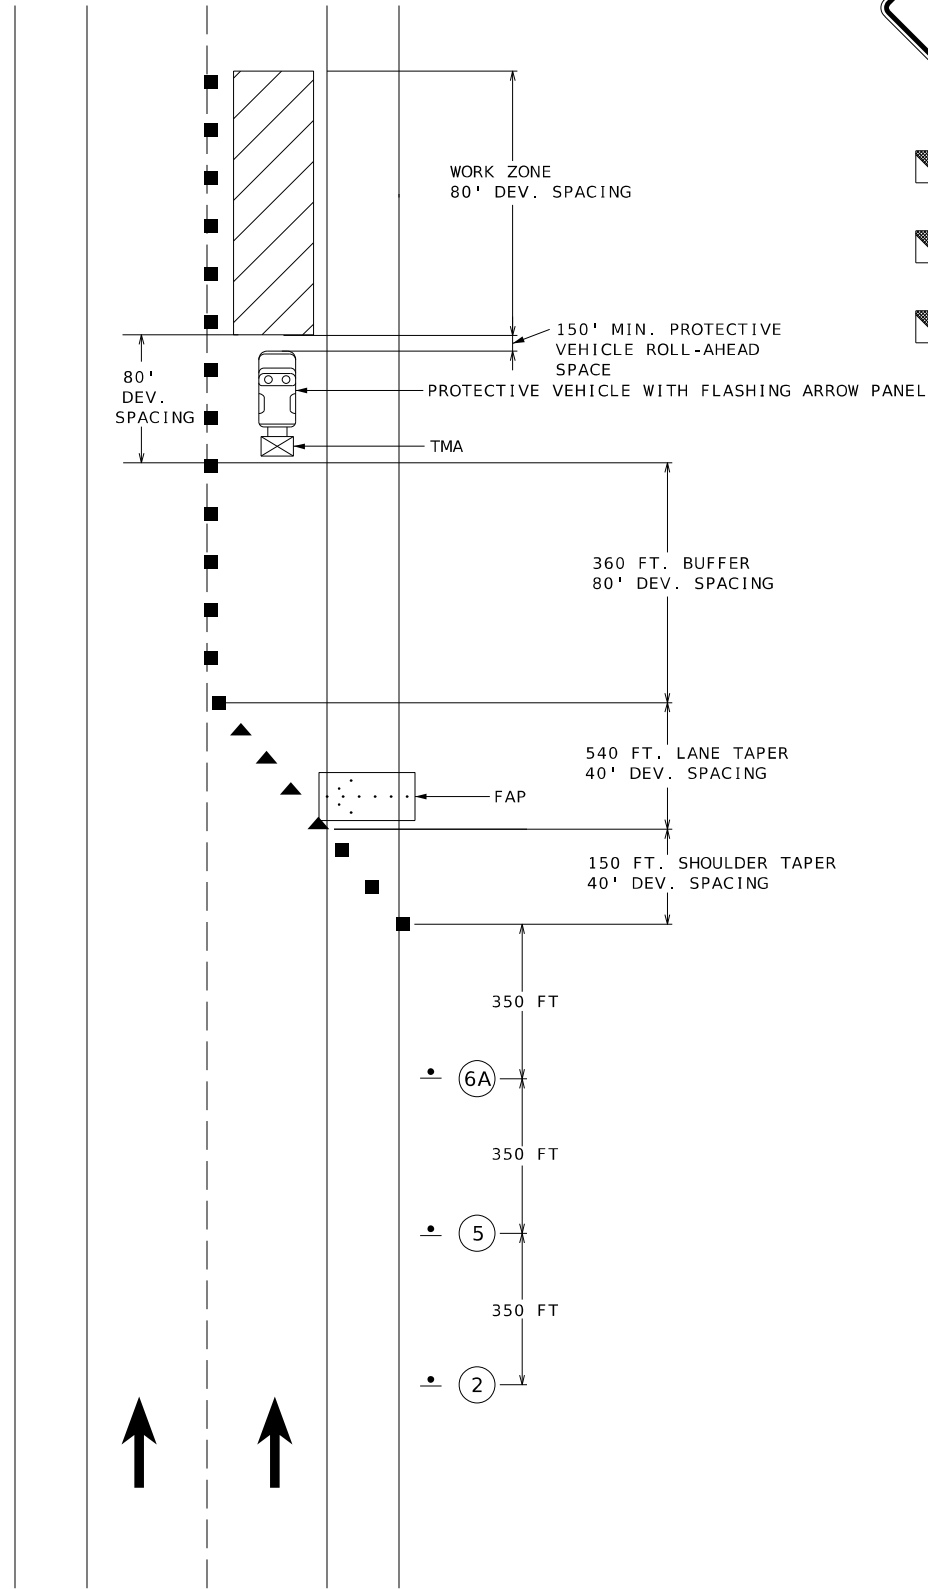 WORK ZONE
80' DEV. SPACING
150' MIN. PROTECTIVE
VEHICLE ROLL-AHEAD
SPACE
80'
DEV.
SPACING
PROTECTIVE VEHICLE WITH FLASHING ARROW PANEL
TMA
360 FT. BUFFER
80' DEV. SPACING
540 FT. LANE TAPER
40' DEV. SPACING
FAP
150 FT. SHOULDER TAPER
40' DEV. SPACING
350 FT
6A
350 FT
5
350 FT
2